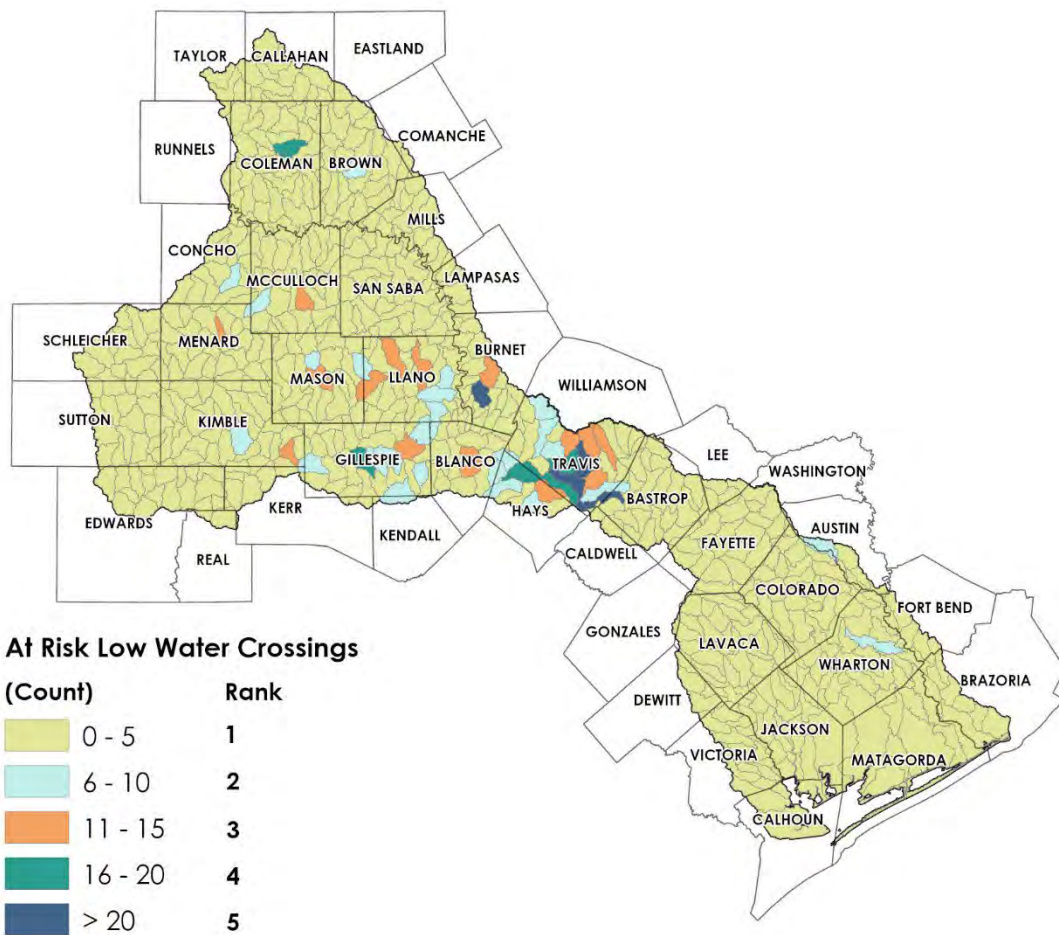 TAYLOR
CALLAHAN
EASTLAND
RUNNELS
COLEMAN
BROWN
COMANCHE
MILLS
CONCHO
MCCULLOCH
SAN SABA
LAMPASAS
SCHLEICHER
MENARD
BURNET
MASON
LLANO
WILLIAMSON
SUTTON
KIMBLE
GILLESPIE
BLANCO
TRAVIS
LEE
WASHINGTON
EDWARDS
KERR
HAYS
BASTROP
AUSTIN
REAL
KENDALL
CALDWELL
FAYETTE
COLORADO
FORT BEND
GONZALES
LAVACA
WHARTON
BRAZORIA
DEWITT
JACKSON
VICTORIA
MATAGORDA
CALHOUN
At Risk Low Water Crossings
(Count) Rank
0 - 5 1
6 - 10 2
11 - 15 3
16 - 20 4
> 20 5